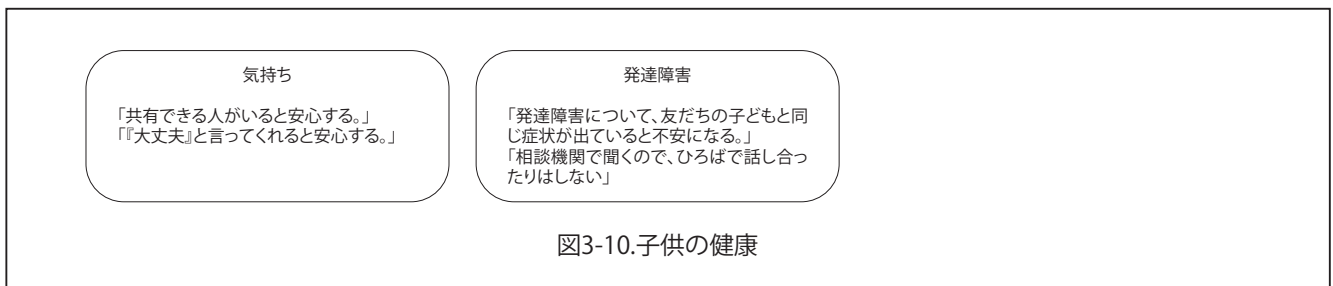 気持ち
「共有できる人がいると安心する。」
「『大丈夫』と言ってくれると安心する。」
発達障害
「発達障害について、友だちの子どもと同
じ症状が出ていると不安になる。」
「相談機関で聞くので、ひろばで話し合っ
たりはしない」
図3-10.子供の健康